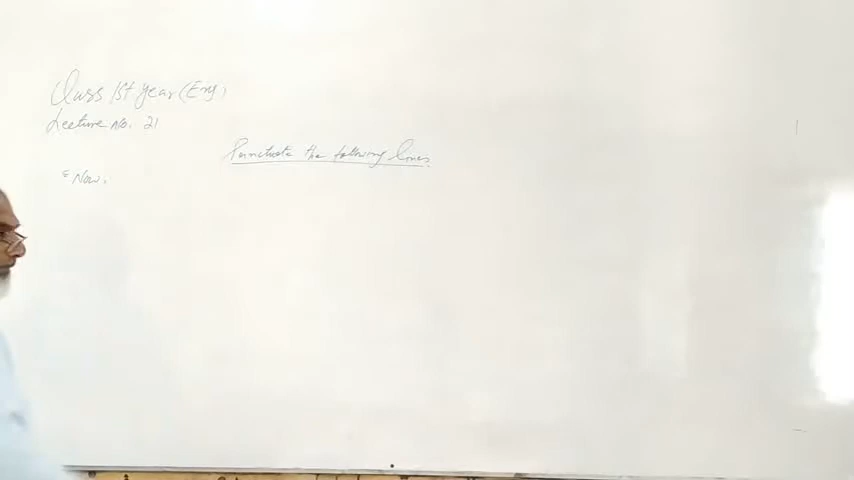 Class 1st year (Eng)
Lecture No. 21
Punctuate the following lines.
"Now,